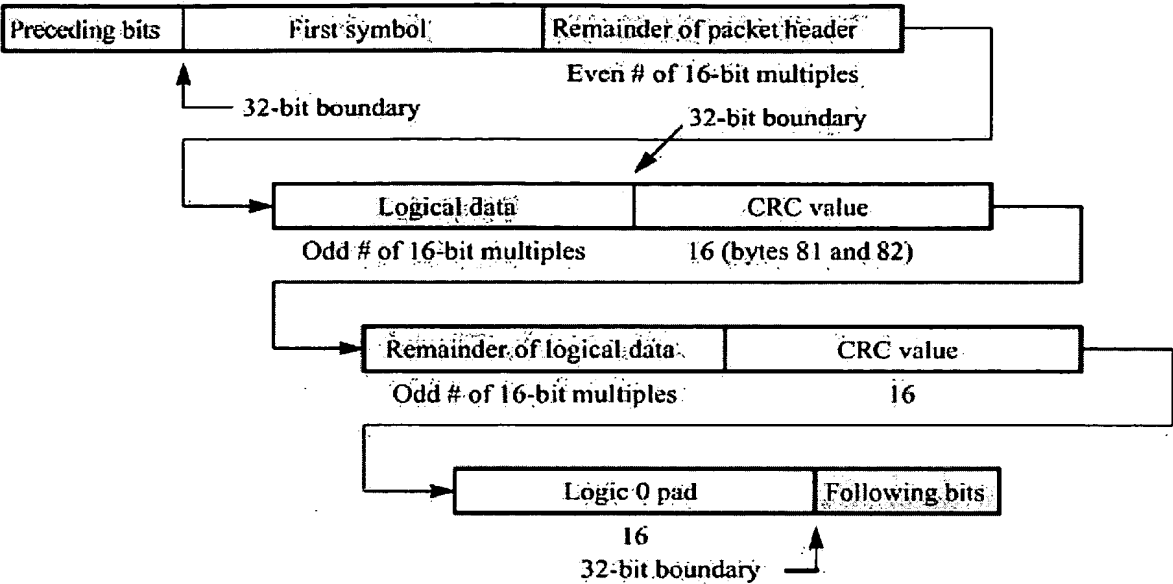 Preceding bits First symbol Remainder of packet header
Even # of 16-bit multiples
32-bit boundary
32-bit boundary
Logical data CRC value
Odd # of 16-bit multiples 16 (bytes 81 and 82)
Remainder of logical data CRC value
Odd # of 16-bit multiples 16
Logic 0 pad Following bits
16
32-bit boundary